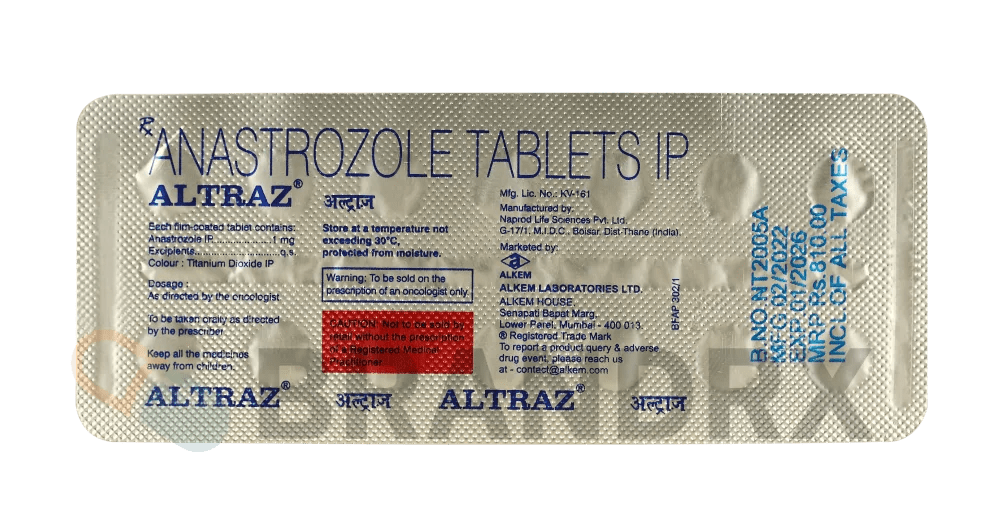 Rx ANASTROZOLE TABLETS IP
ALTRAZ® अल्ट्राज़
Each film-coated tablet contains:
Anastrozole IP..................1 mg
Excipients...........................q.s.
Colour : Titanium Dioxide IP
Dosage :
As directed by the oncologist
To be taken orally as directed
by the prescriber.
Keep all the medicines
away from children.
Store at a temperature not
exceeding 30°C,
protected from moisture.
Warning: To be sold on the
prescription of an oncologist only.
CAUTION: Not to be sold by
retail without the prescription
of a Registered Medical
Practitioner.
Mfg. Lic. No.: KV-161
Manufactured by:
Naprod Life Sciences Pvt. Ltd.
G-17/1, M.I.D.C., Boisar, Dist-Thane (India).
Marketed by:
a
ALKEM
ALKEM LABORATORIES LTD.
ALKEM HOUSE,
Senapati Bapat Marg,
Lower Parel, Mumbai - 400 013.
® Registered Trade Mark
To report a product query & adverse
drug event, please reach us
at - contact@alkem.com
BFAP 302/1
B.NO.NT2005A
MFG.02/2022
EXP.01/2026
MRP.Rs.810.00
INCL.OF ALL TAXES
ALTRAZ® अल्ट्राज़ ALTRAZ® अल्ट्राज़
BRANDRX